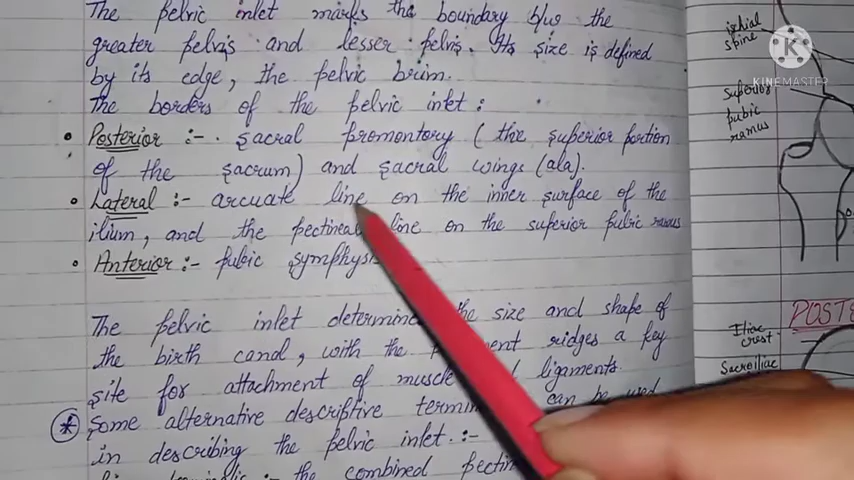 The pelvic inlet marks the boundary b/w the
greater pelvis and lesser pelvis. Its size is defined
by its edge, the pelvic brim.
The borders of the pelvic inlet :
• Posterior :- sacral promontory ( the superior portion
of the sacrum) and sacral wings (ala).
• Lateral :- arcuate line on the inner surface of the
ilium, and the pectineal line on the superior pubic ramus
• Anterior :- pubic symphysis
The pelvic inlet the size and shape of
the birth canal, with the ridges a key
site for attachment of muscle ligaments.
* Some alternative descriptive can be used
in describing the pelvic inlet :-
the combined
ischial
spine
superior
pubic
ramus
POSTE
Iliac
crest
Sacroiliac
KINEMASTER